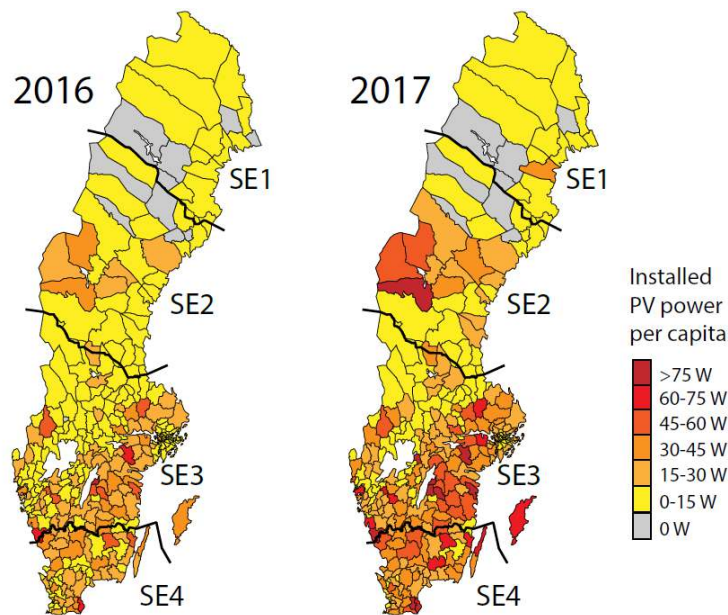 2016
SE1
SE2
SE3
SE4
2017
SE1
SE2
SE3
SE4
Installed
PV power
per capita
>75 W
60-75 W
45-60 W
30-45 W
15-30 W
0-15 W
0 W